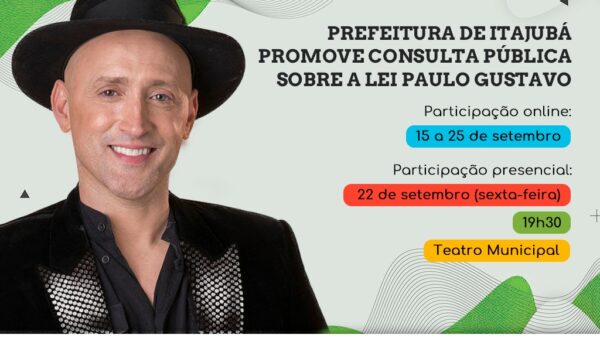 PREFEITURA DE ITAJUBÁ
PROMOVE CONSULTA PÚBLICA
SOBRE A LEI PAULO GUSTAVO
Participação online:
15 a 25 de setembro
Participação presencial:
22 de setembro (sexta-feira)
19h30
Teatro Municipal